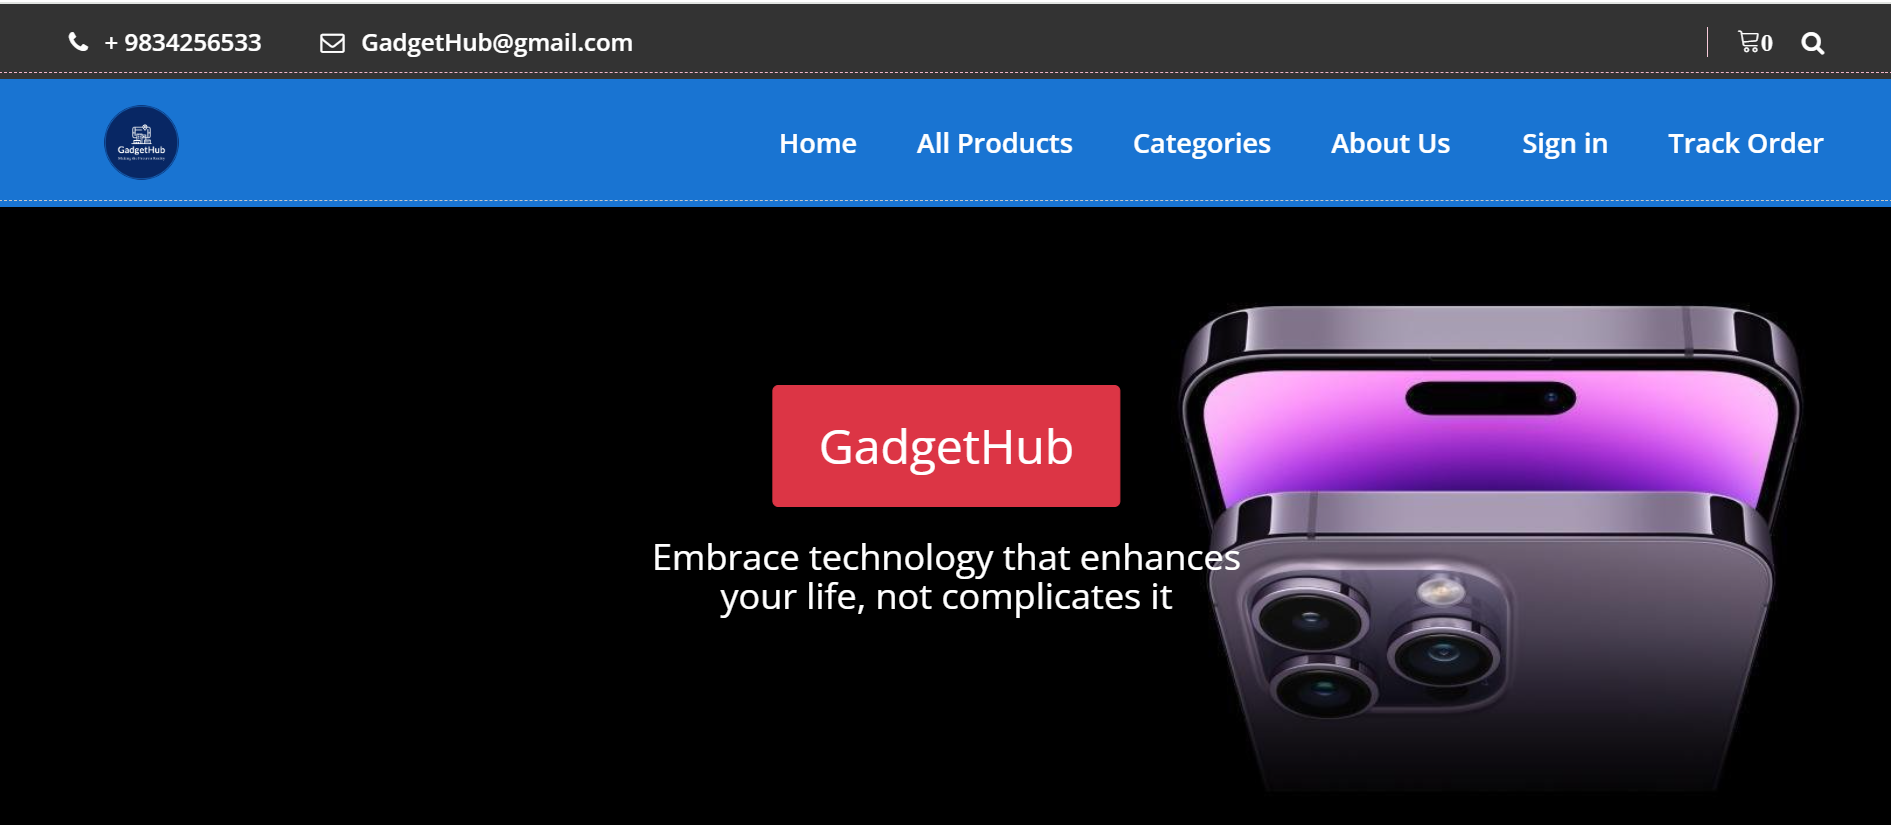 + 9834256533 GadgetHub@gmail.com 0
GadgetHub
Home All Products Categories About Us Sign in Track Order
GadgetHub
Embrace technology that enhances
your life, not complicates it